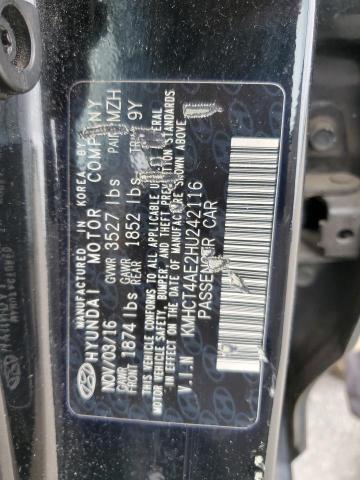 MANUFACTURED IN KOREA BY
HYUNDAI MOTOR COMPANY
NOV/08/16 GVWR 3527 lbs PAINT MZH
GAWR FRONT 1874 lbs GAWR REAR 1852 lbs TRIM 9Y
THIS VEHICLE CONFORMS TO ALL APPLICABLE FEDERAL
MOTOR VEHICLE SAFETY, BUMPER, AND THEFT PREVENTION STANDARDS
IN EFFECT ON THE DATE OF MANUFACTURE SHOWN ABOVE
V.I.N KMHCT4AE2HU242116
PASSENGER CAR